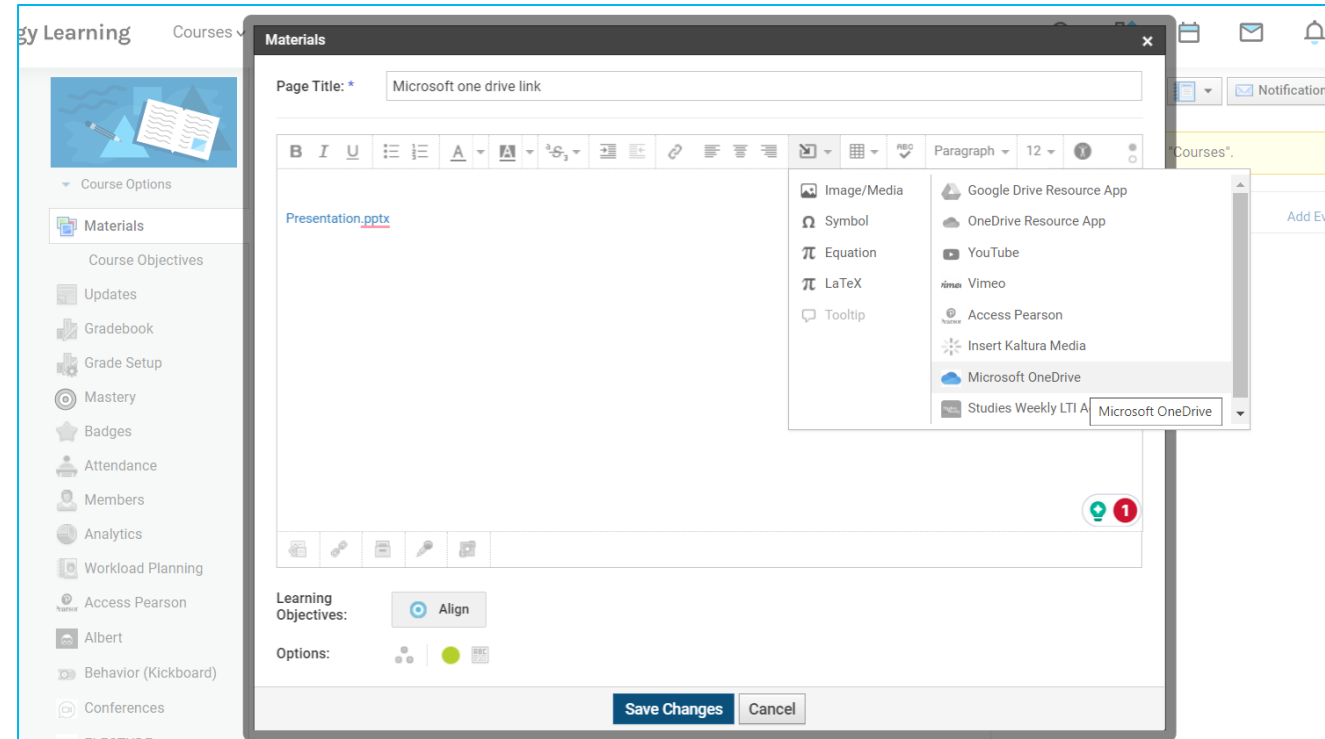 gy Learning
Courses
Materials
×
Page Title: *
Microsoft one drive link
Notification
B I U
A
A
ABC
Paragraph
12
"Courses".
Course Options
Presentation.pptx
Materials
Course Objectives
Updates
Gradebook
Grade Setup
Mastery
Badges
Attendance
Members
Analytics
Workload Planning
Access Pearson
Albert
Behavior (Kickboard)
Conferences
Image/Media
Ω Symbol
π Equation
π LaTeX
Tooltip
Google Drive Resource App
OneDrive Resource App
YouTube
Vimeo
Access Pearson
Insert Kaltura Media
Microsoft OneDrive
Studies Weekly LTI A
Microsoft OneDrive
Add Ev
1
Learning
Objectives:
Align
Options:
Save Changes
Cancel